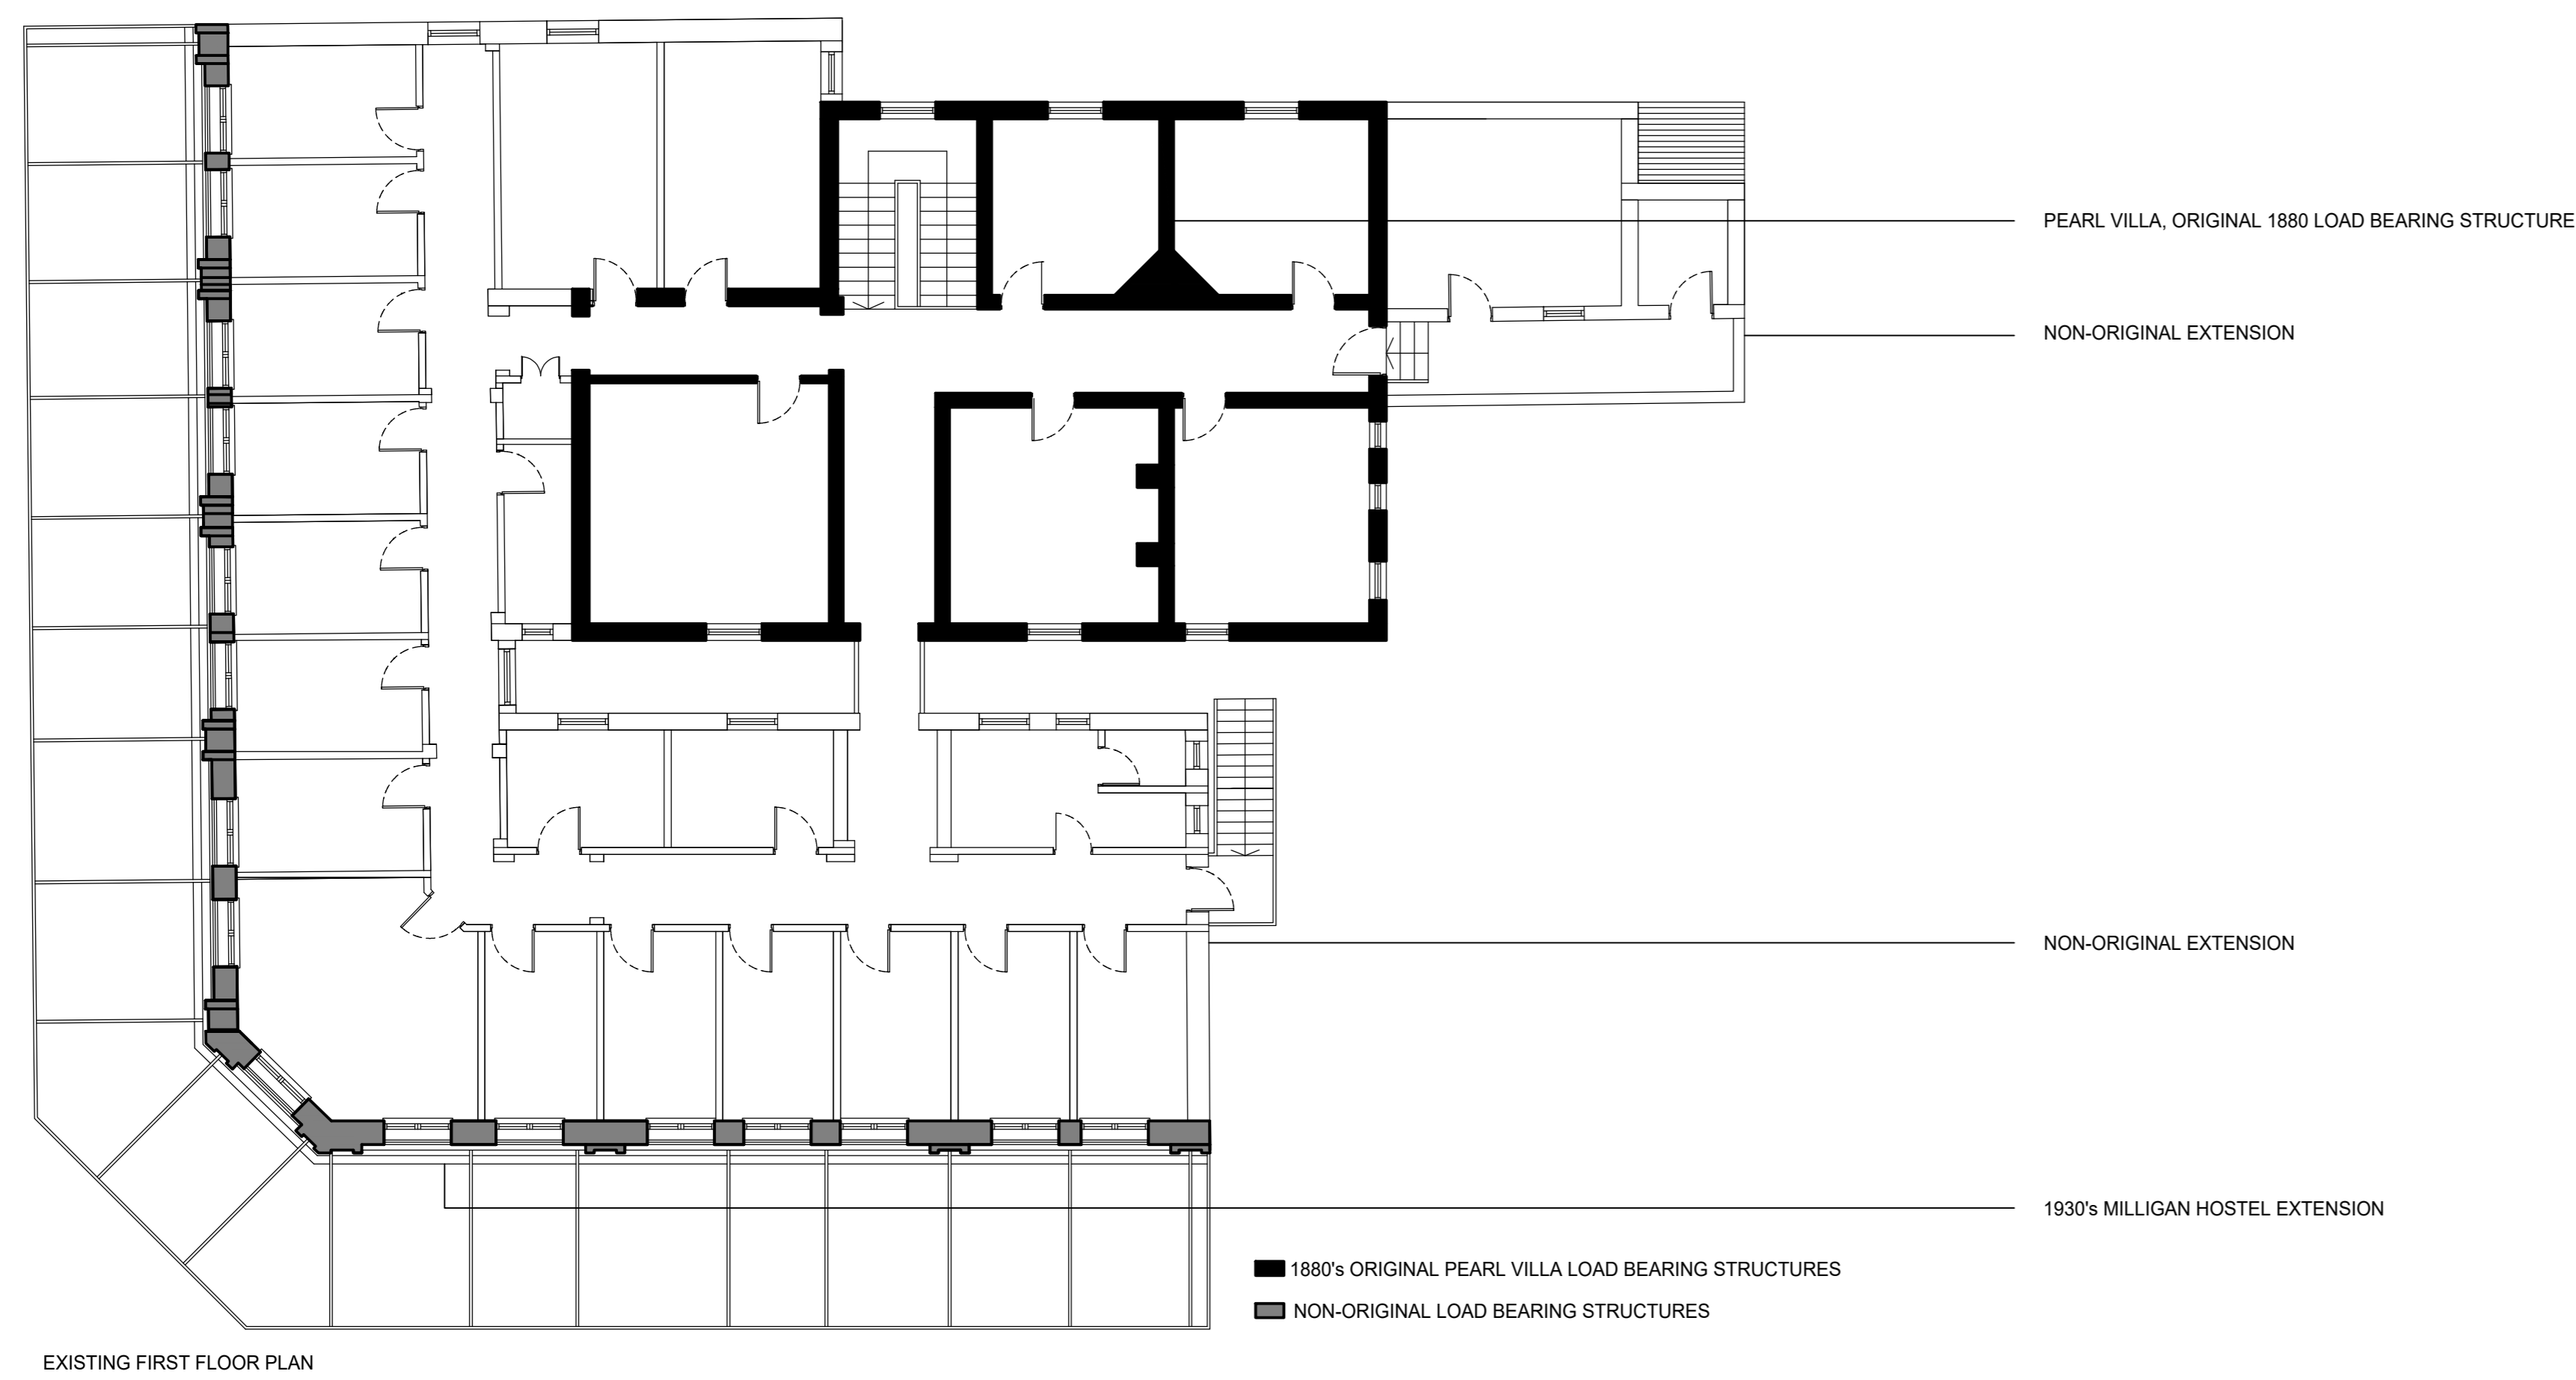 PEARL VILLA, ORIGINAL 1880 LOAD BEARING STRUCTURE
NON-ORIGINAL EXTENSION
NON-ORIGINAL EXTENSION
1930's MILLIGAN HOSTEL EXTENSION
1880's ORIGINAL PEARL VILLA LOAD BEARING STRUCTURES
NON-ORIGINAL LOAD BEARING STRUCTURES
EXISTING FIRST FLOOR PLAN